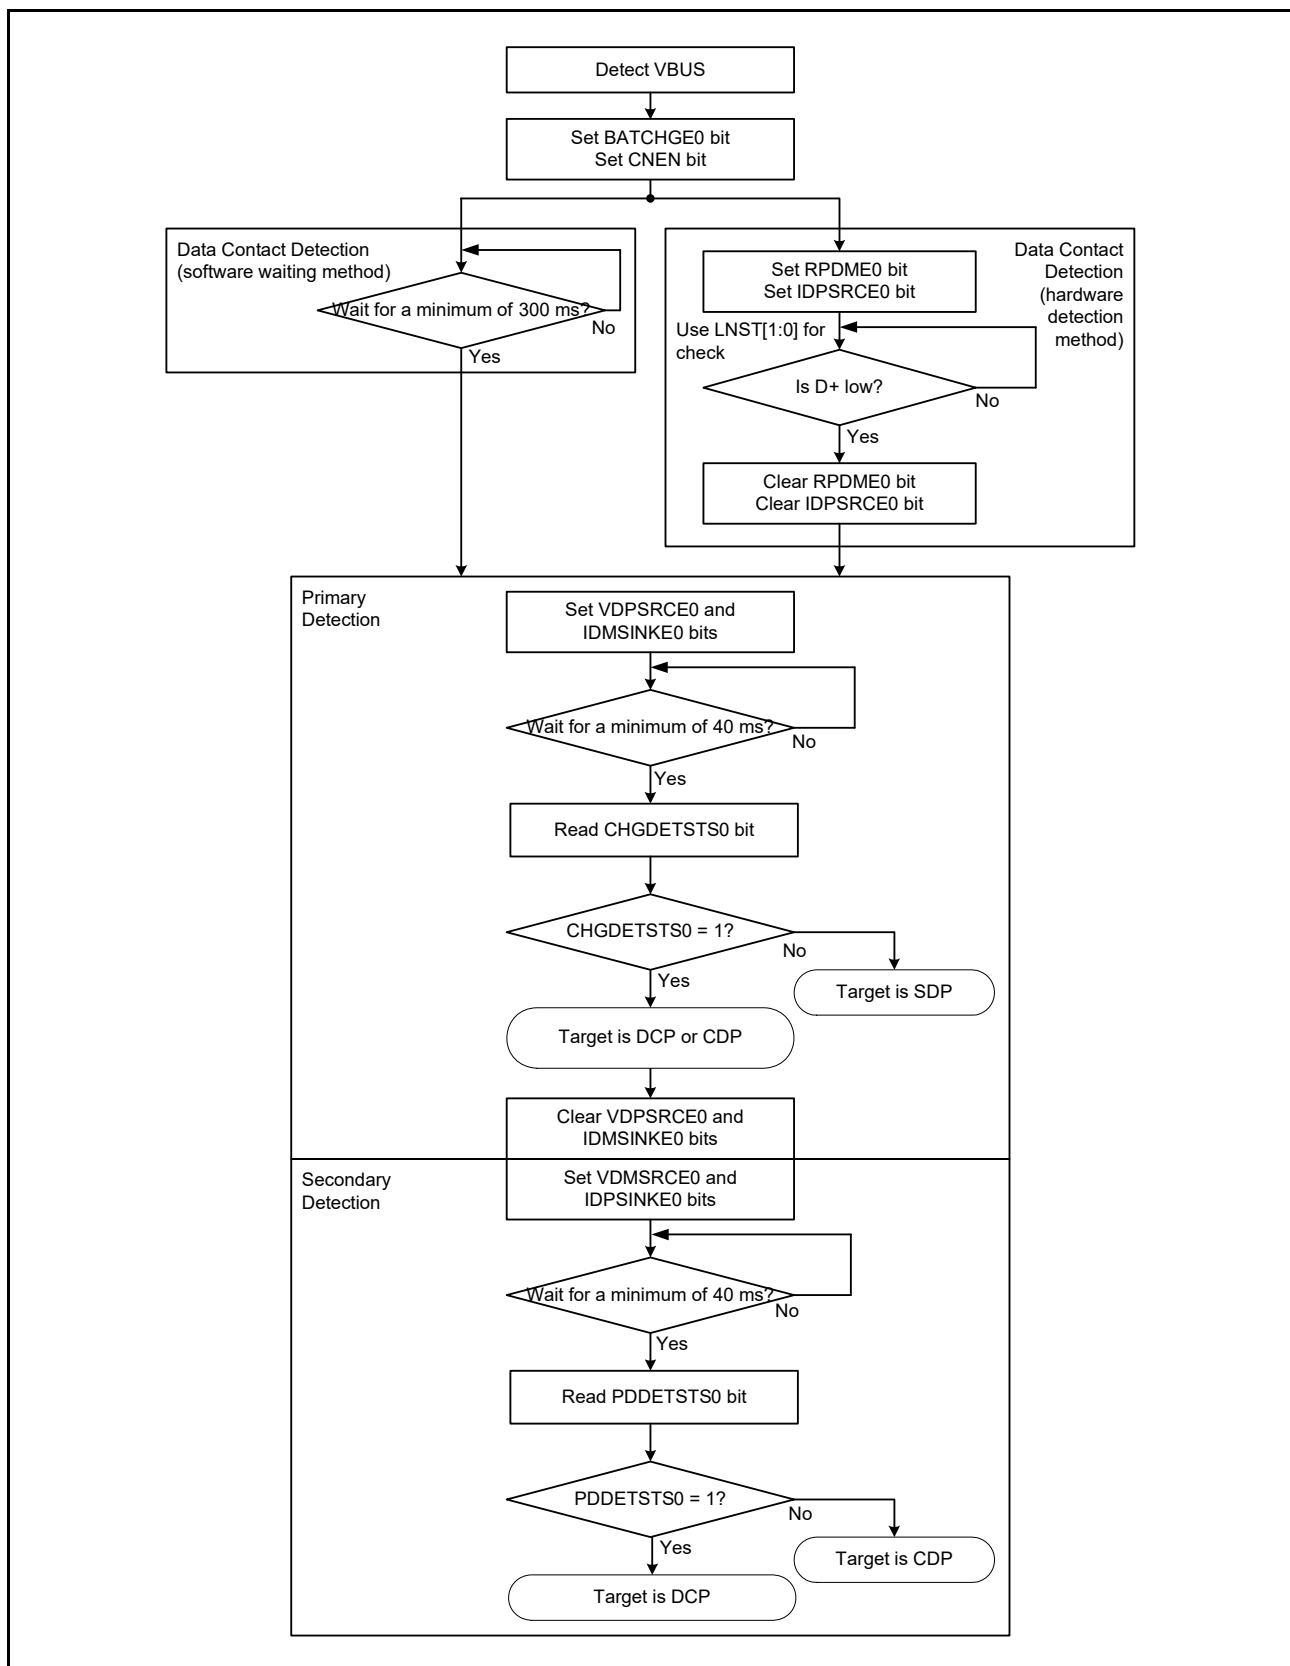 Detect VBUS
Set BATCHGE0 bit
Set CNEN bit
Data Contact Detection
(software waiting method)
Wait for a minimum of 300 ms?
No
Yes
Data Contact
Detection
(hardware
detection
method)
Set RPDME0 bit
Set IDPSRCE0 bit
Use LNST[1:0] for
check
Is D+ low?
No
Yes
Clear RPDME0 bit
Clear IDPSRCE0 bit
Primary
Detection
Set VDPSRCE0 and
IDMSINKE0 bits
Wait for a minimum of 40 ms?
No
Yes
Read CHGDETSTS0 bit
CHGDETSTS0 = 1?
No
Yes
Target is SDP
Target is DCP or CDP
Clear VDPSRCE0 and
IDMSINKE0 bits
Secondary
Detection
Set VDMSRCE0 and
IDPSINKE0 bits
Wait for a minimum of 40 ms?
No
Yes
Read PDDETSTS0 bit
PDDETSTS0 = 1?
No
Yes
Target is CDP
Target is DCP